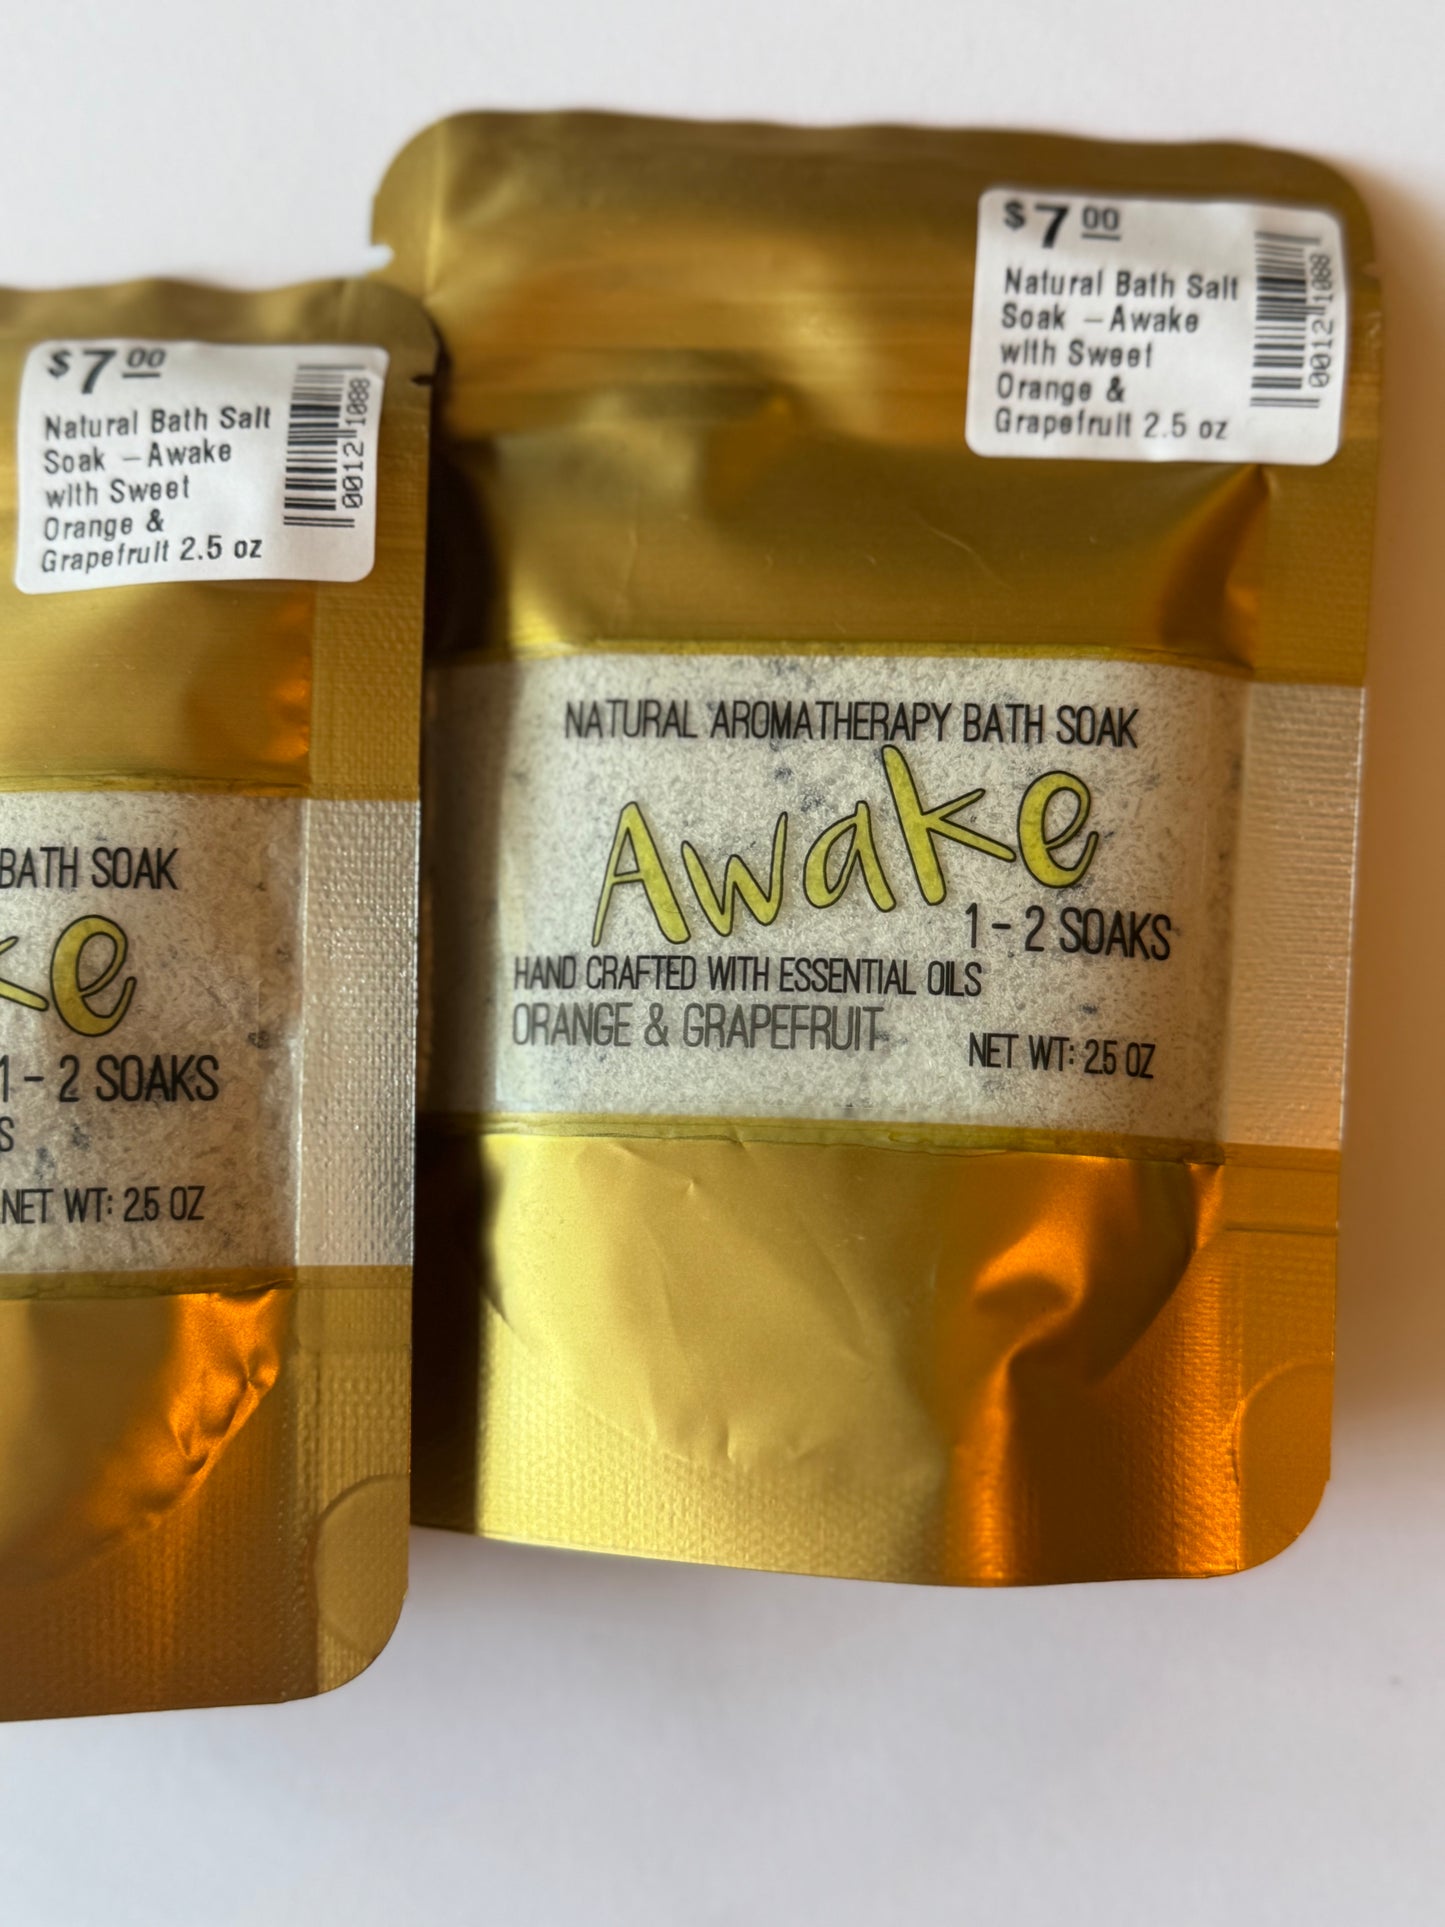 $7 00
Natural Bath Salt
Soak – Awake
with Sweet
Orange &
Grapefruit 2.5 oz
0012 1088
BATH SOAK
ke
1 - 2 SOAKS
S
NET WT: 2.5 OZ
$7 00
Natural Bath Salt
Soak – Awake
with Sweet
Orange &
Grapefruit 2.5 oz
0012 1088
NATURAL AROMATHERAPY BATH SOAK
Awake
1 - 2 SOAKS
HAND CRAFTED WITH ESSENTIAL OILS
ORANGE & GRAPEFRUIT
NET WT: 2.5 OZ